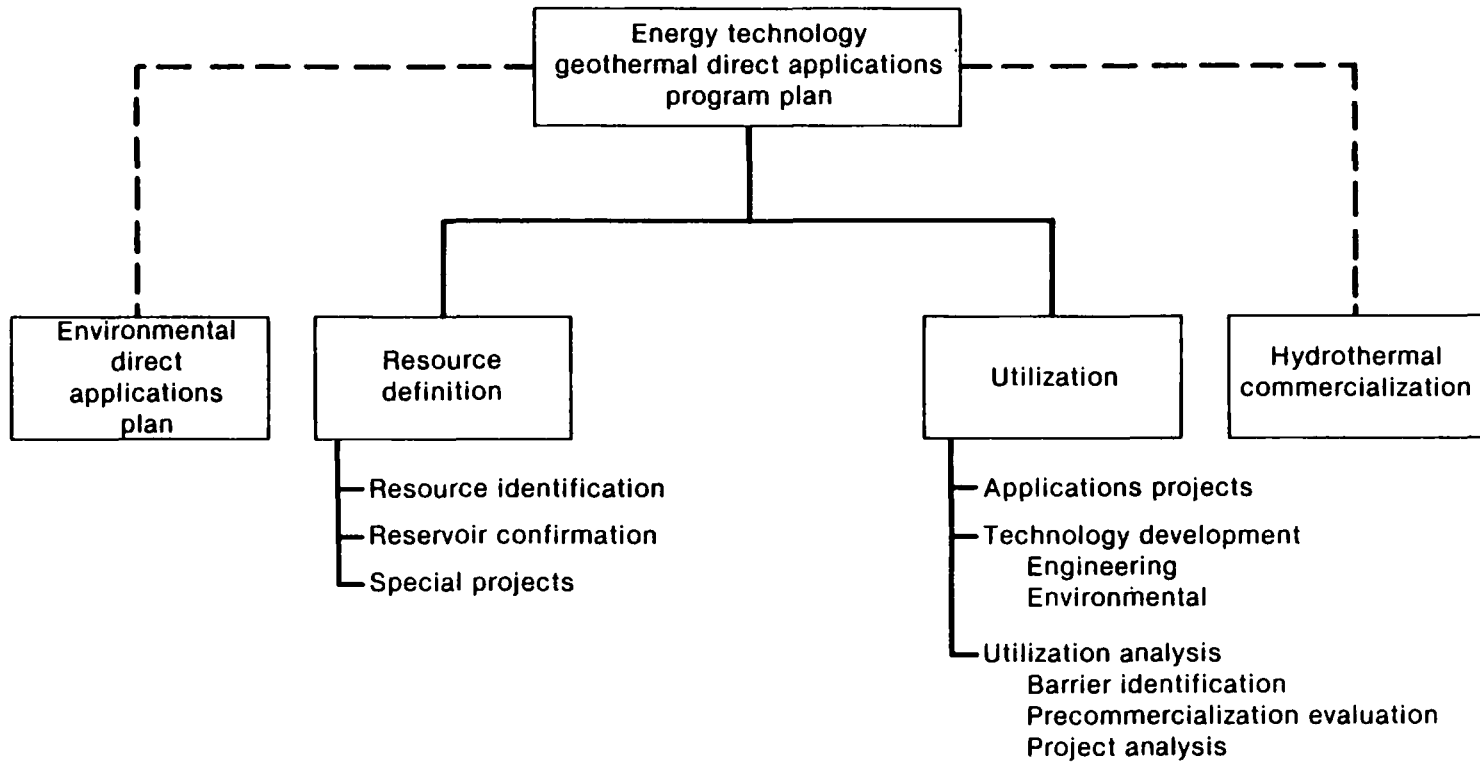 Energy technology
geothermal direct applications
program plan
Environmental
direct
applications
plan
Resource
definition
Utilization
Hydrothermal
commercialization
Resource identification
Reservoir confirmation
Special projects
Applications projects
Technology development
Engineering
Environmental
Utilization analysis
Barrier identification
Precommercialization evaluation
Project analysis